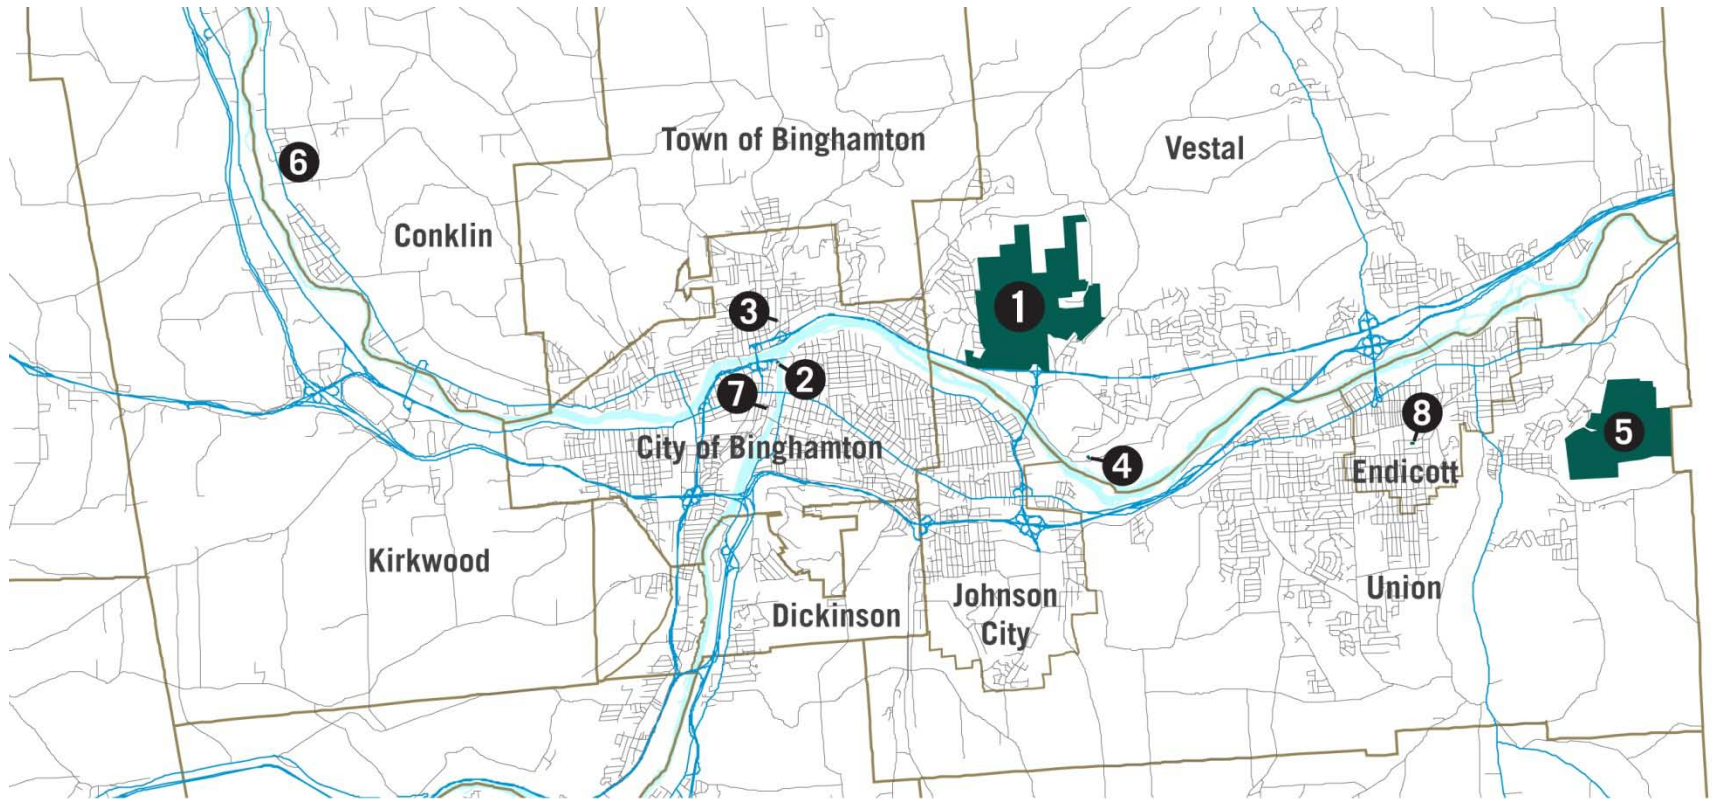 Town of Binghamton
Vestal
6
Conklin
1
3
2
7
8
5
City of Binghamton
4
Endicott
Kirkwood
Union
Johnson
City
Dickinson